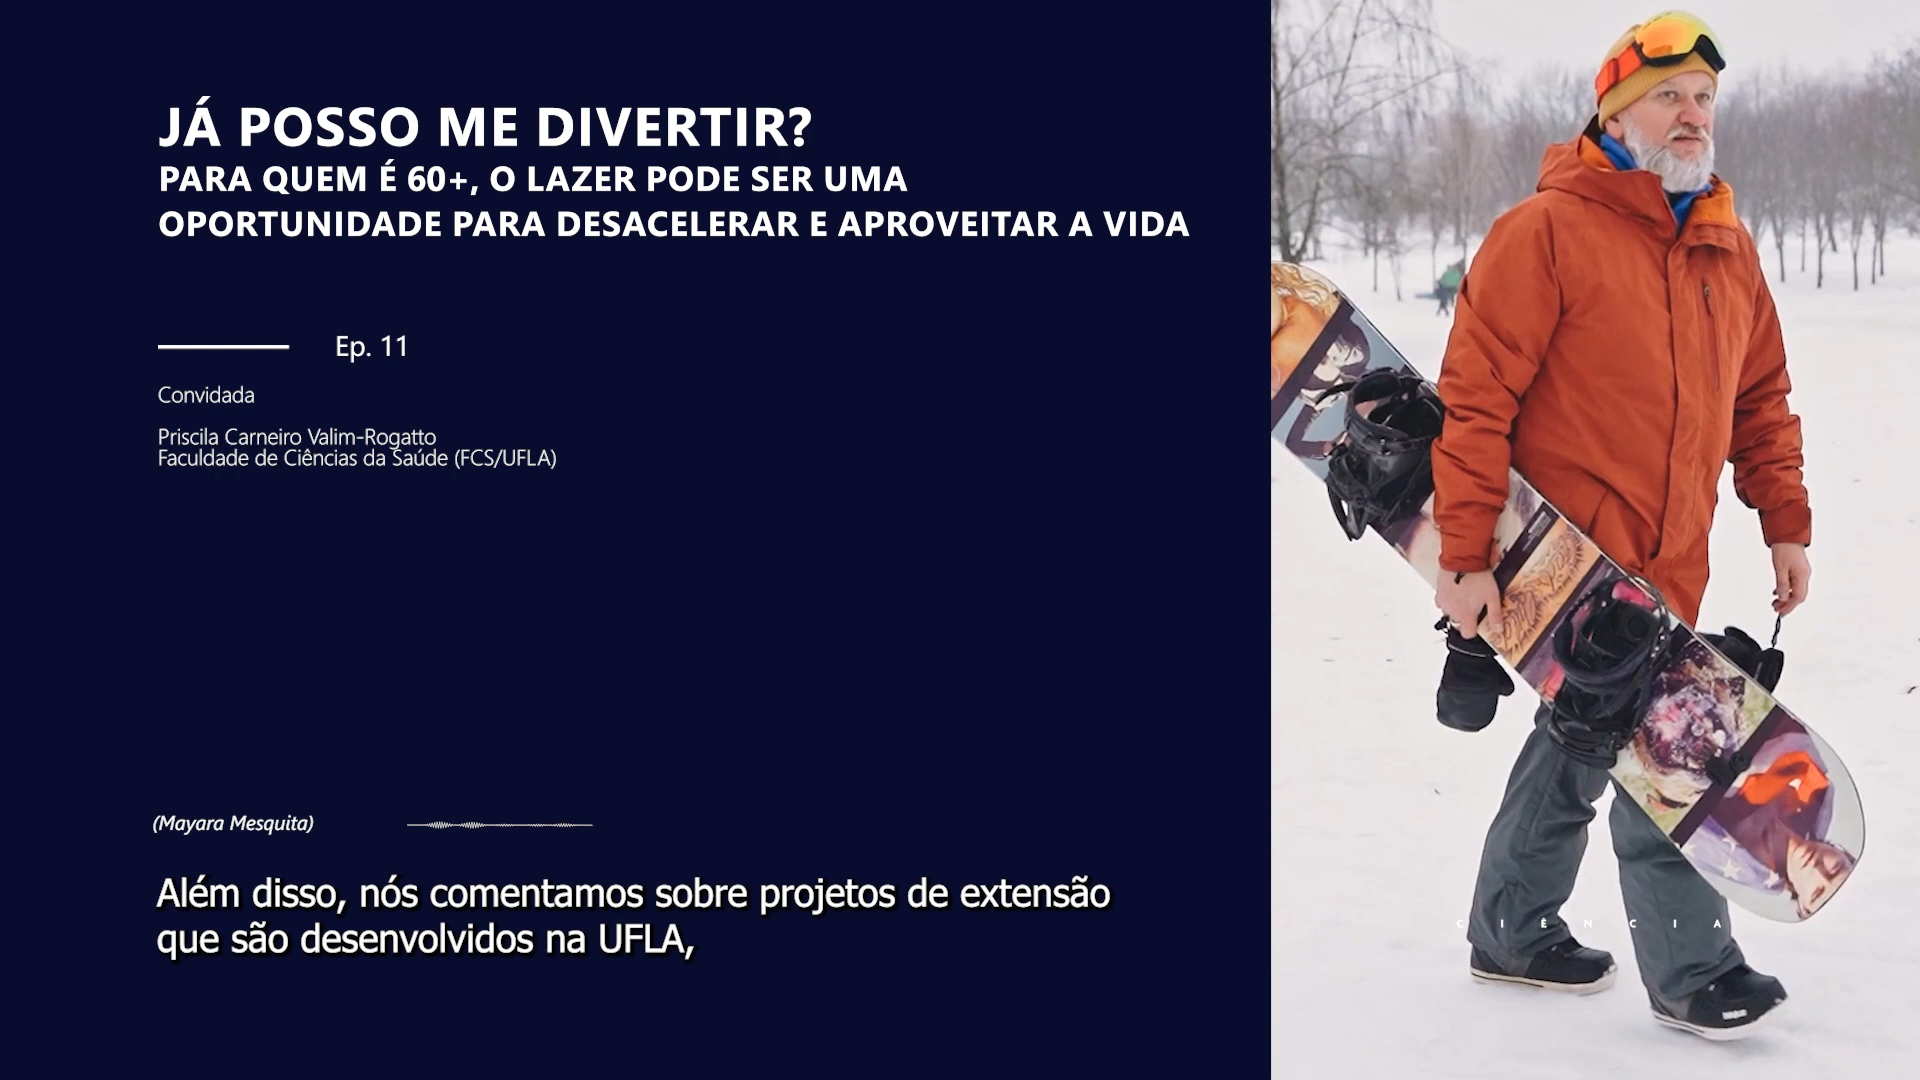 JÁ POSSO ME DIVERTIR?
PARA QUEM É 60+, O LAZER PODE SER UMA
OPORTUNIDADE PARA DESACELERAR E APROVEITAR A VIDA
Ep. 11
Convidada
Priscila Carneiro Valim-Rogatto
Faculdade de Ciências da Saúde (FCS/UFLA)
(Mayara Mesquita)
Além disso, nós comentamos sobre projetos de extensão
que são desenvolvidos na UFLA,
CIÊNCIA